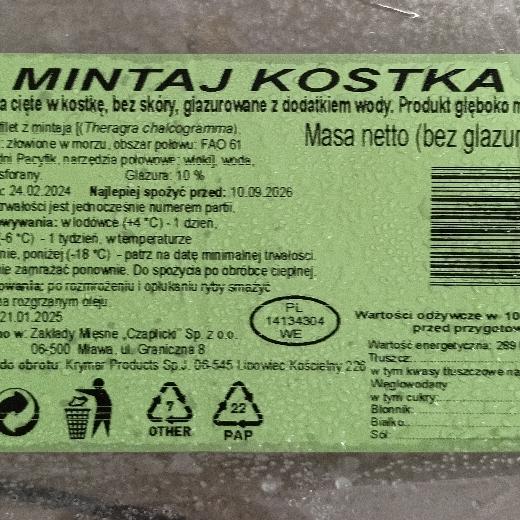 MINTAJ KOSTKA
a cięte w kostkę, bez skóry, glazurowane z dodatkiem wody. Produkt głęboko m
filet z mintaja [(Theragra chalcogramma),
złowione w morzu, obszar połowu: FAO 61
Masa netto (bez glazur
dni Pacyfik, narzędzia połowowe: włoki], woda,
sforany. Glazura: 10 %
: 24.02.2024 Najlepiej spożyć przed: 10.09.2026
trwałości jest jednocześnie numerem partii.
wywania: w lodówce (+4 °C) - 1 dzień,
(-6 °C) - 1 tydzień, w temperaturze
nie, poniżej (-18 °C) - patrz na datę minimalnej trwałości.
ie zamrażać ponownie. Do spożycia po obróbce cieplnej.
owania: po rozmrożeniu i opłukaniu ryby smażyć
na rozgrzanym oleju.
21.01.2025
PL
14134304
WE
no w: Zakłady Mięsne „Czaplicki" Sp. z o.o.
06-500 Mława, ul. Graniczna 8
do obrotu: Krymar Products Sp.J. 06-545 Lipowiec Kościelny 226
Wartości odżywcze w 10
przed przygotow
Wartość energetyczna: 289
Tłuszcz:
w tym kwasy tłuszczowe na
Węglowodany
w tym cukry:
Błonnik:
Białko
Sól
7
OTHER
22
PAP